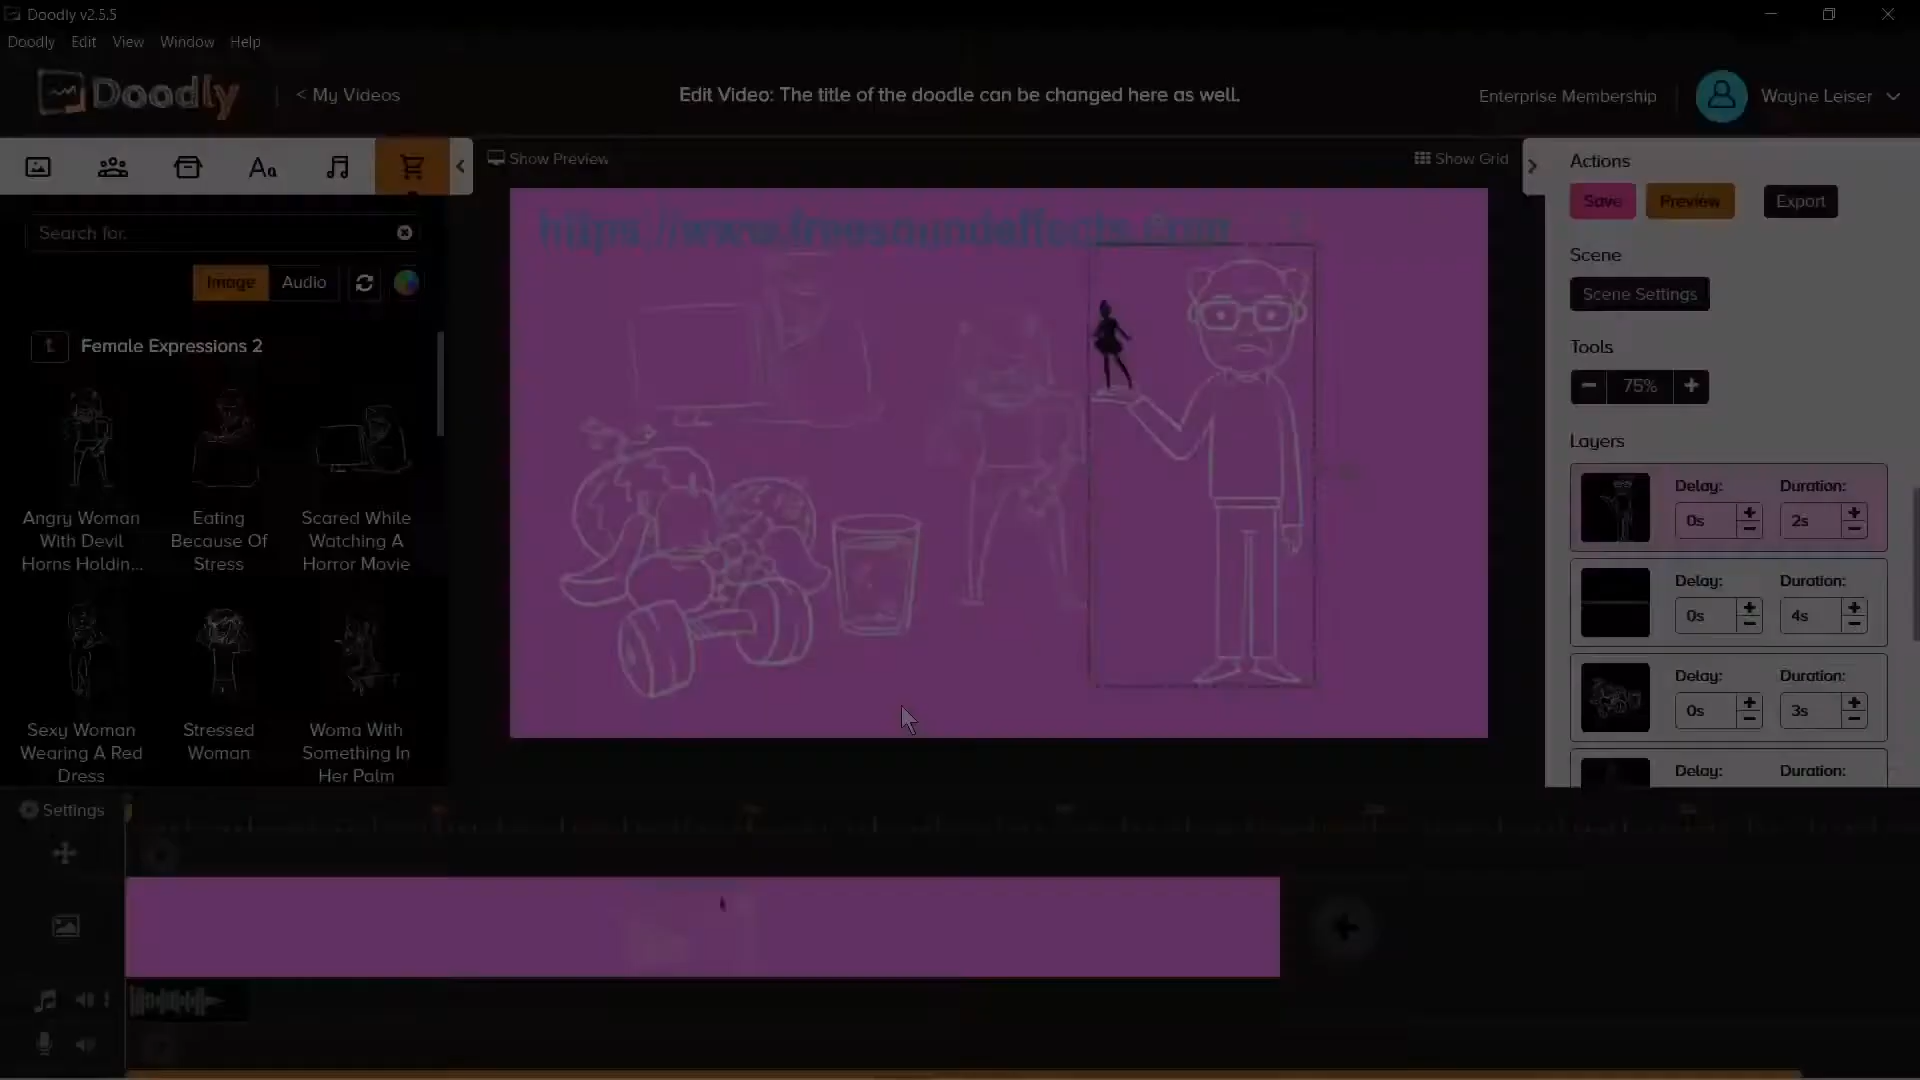 Doodly v2.5.5
Doodly Edit View Window Help
Doodly
< My Videos
Edit Video: The title of the doodle can be changed here as well.
Enterprise Membership
Wayne Leiser
Aa
Show Preview
Show Grid
Search for.
Image
Audio
Female Expressions 2
Angry Woman
With Devil
Horns Holdin...
Eating
Because Of
Stress
Scared While
Watching A
Horror Movie
Sexy Woman
Wearing A Red
Dress
Stressed
Woman
Woma With
Something In
Her Palm
Actions
Save
Preview
Export
Scene
Scene Settings
Tools
75%
Layers
Delay: Duration:
0s 2s
Delay: Duration:
0s 4s
Delay: Duration:
0s 3s
Delay: Duration:
Settings